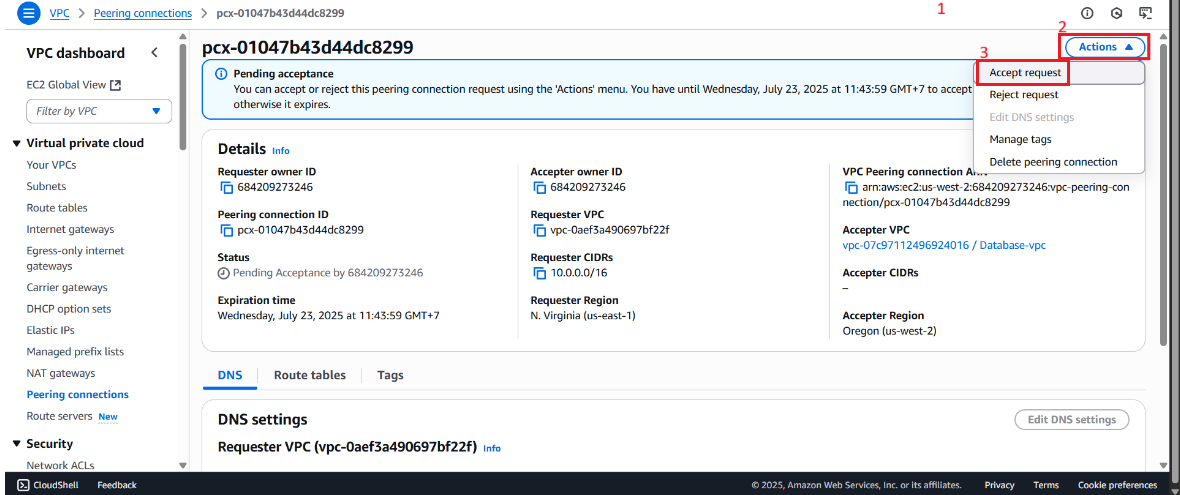 VPC > Peering connections > pcx-01047b43d44dc8299
1
VPC dashboard
EC2 Global View
Filter by VPC
Virtual private cloud
Your VPCs
Subnets
Route tables
Internet gateways
Egress-only internet
gateways
Carrier gateways
DHCP option sets
Elastic IPs
Managed prefix lists
NAT gateways
Peering connections
Route servers New
Security
Network ACLs
pcx-01047b43d44dc8299
2
Actions
3
Accept request
Reject request
Edit DNS settings
Manage tags
Delete peering connection
Pending acceptance
You can accept or reject this peering connection request using the 'Actions' menu. You have until Wednesday, July 23, 2025 at 11:43:59 GMT+7 to accept
otherwise it expires.
Details Info
Requester owner ID
684209273246
Peering connection ID
pcx-01047b43d44dc8299
Status
Pending Acceptance by 684209273246
Expiration time
Wednesday, July 23, 2025 at 11:43:59 GMT+7
Accepter owner ID
684209273246
Requester VPC
vpc-0aef3a490697bf22f
Requester CIDRs
10.0.0.0/16
Requester Region
N. Virginia (us-east-1)
VPC Peering connection ARN
arn:aws:ec2:us-west-2:684209273246:vpc-peering-con
nection/pcx-01047b43d44dc8299
Accepter VPC
vpc-07c97112496924016 / Database-vpc
Accepter CIDRs
–
Accepter Region
Oregon (us-west-2)
DNS
Route tables
Tags
DNS settings
Edit DNS settings
Requester VPC (vpc-0aef3a490697bf22f) Info
CloudShell
Feedback
© 2025, Amazon Web Services, Inc. or its affiliates.
Privacy
Terms
Cookie preferences